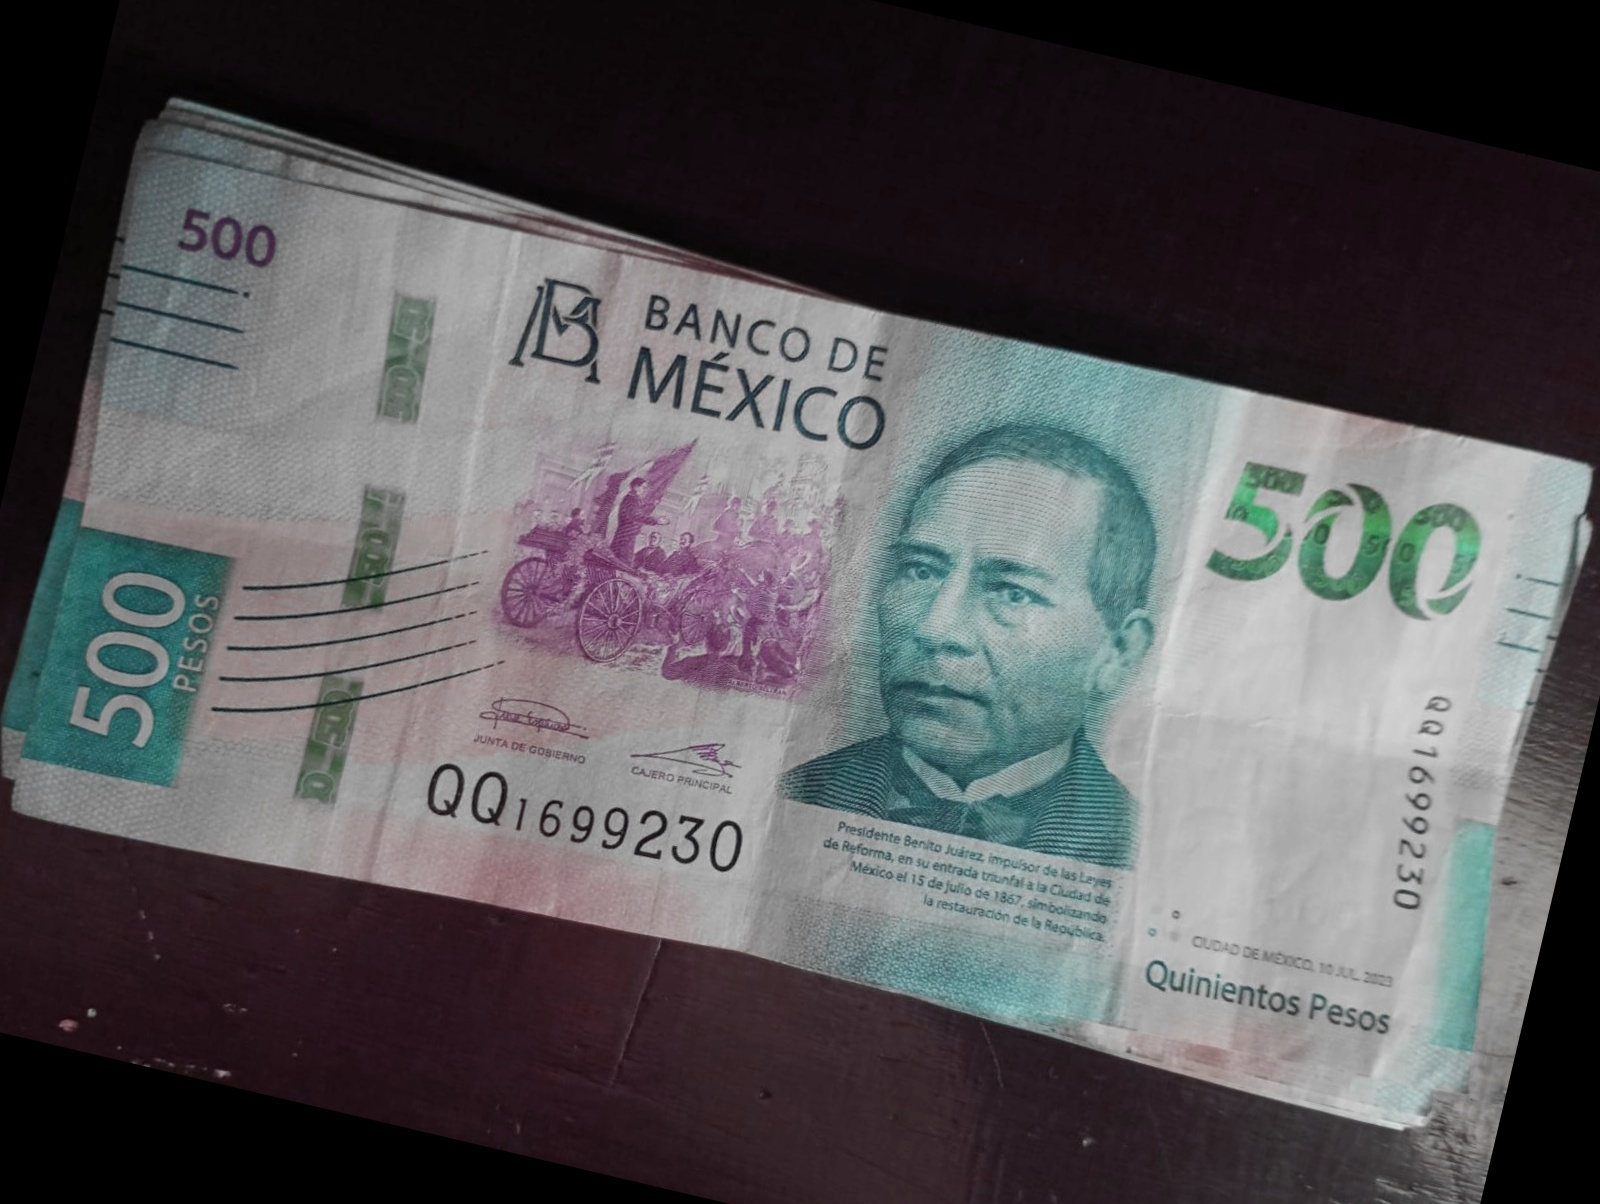 500
BANCO DE
MÉXICO
500
500
PESOS
JUNTA DE GOBIERNO
CAJERO PRINCIPAL
QQ1699230
Presidente Benito Juárez, impulsor de las Leyes
de Reforma, en su entrada triunfal a la Ciudad de
México el 15 de julio de 1867, simbolizando
la restauración de la República.
QQ1699230
CIUDAD DE MÉXICO, 10 JUL. 2023
Quinientos Pesos